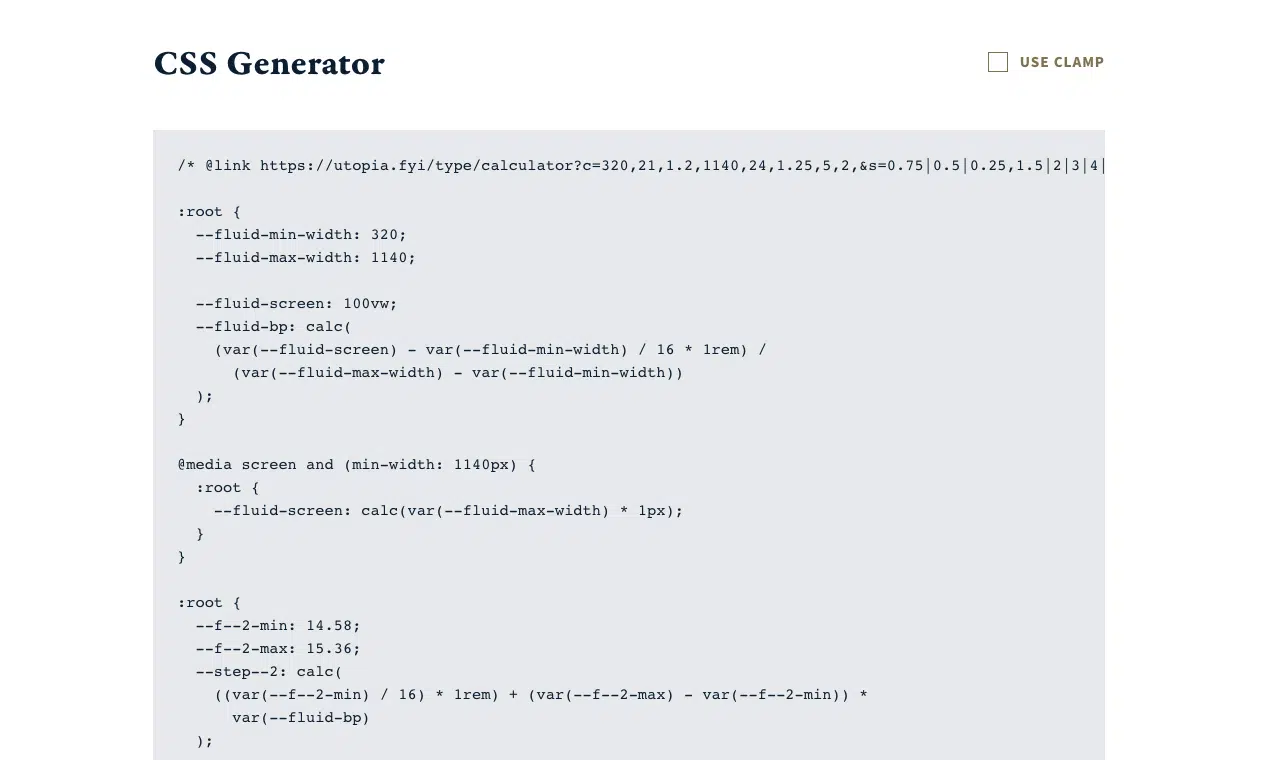 CSS Generator
USE CLAMP
/* @link https://utopia.fyi/type/calculator?c=320,21,1.2,1140,24,1.25,5,2,&s=0.75|0.5|0.25,1.5|2|3|4|
:root {
--fluid-min-width: 320;
--fluid-max-width: 1140;
--fluid-screen: 100vw;
--fluid-bp: calc(
(var(--fluid-screen) - var(--fluid-min-width) / 16 * 1rem) /
(var(--fluid-max-width) - var(--fluid-min-width))
);
}
@media screen and (min-width: 1140px) {
:root {
--fluid-screen: calc(var(--fluid-max-width) * 1px);
}
}
:root {
--f--2-min: 14.58;
--f--2-max: 15.36;
--step--2: calc(
((var(--f--2-min) / 16) * 1rem) + (var(--f--2-max) - var(--f--2-min)) *
var(--fluid-bp)
);